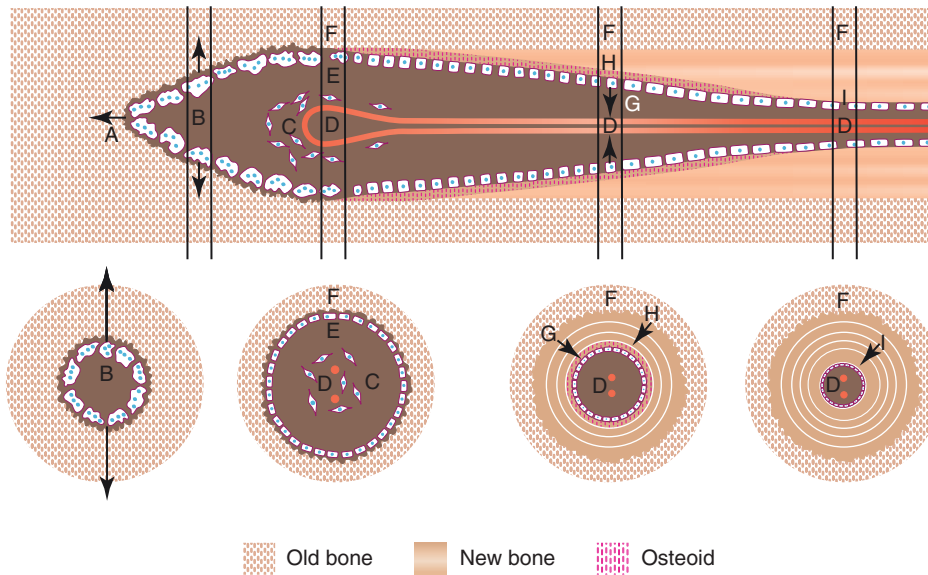 F F F
E H
B C D G I
A D D
F F F
F H
E G I
B D C D D
Old bone New bone Osteoid